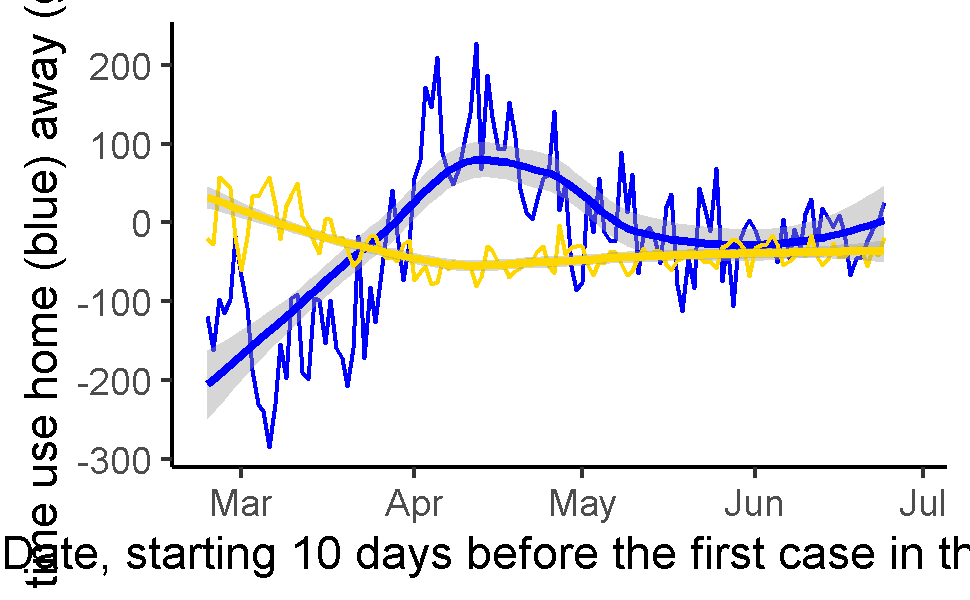 time use home (blue) away (
200
100
0
-100
-200
-300
Mar Apr May Jun Jul
Date, starting 10 days before the first case in th